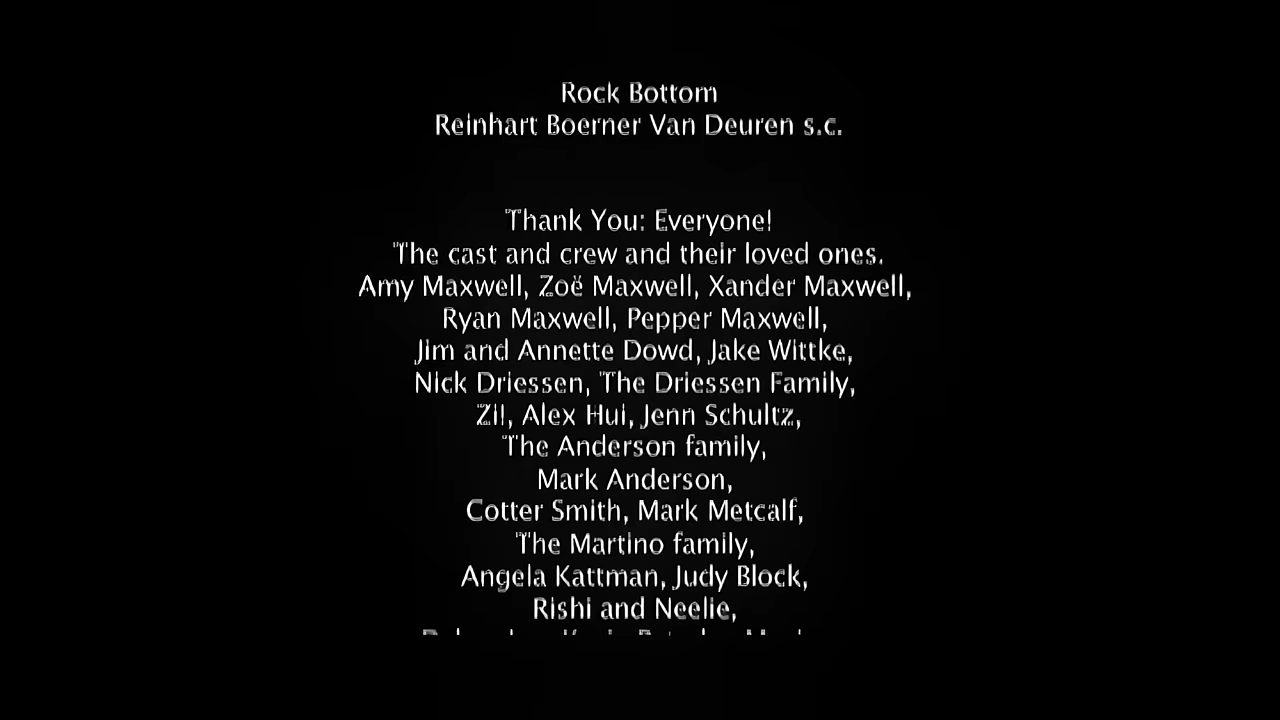 Rock Bottom
Reinhart Boerner Van Deuren s.c.
Thank You: Everyone!
The cast and crew and their loved ones.
Amy Maxwell, Zoë Maxwell, Xander Maxwell,
Ryan Maxwell, Pepper Maxwell,
Jim and Annette Dowd, Jake Wittke,
Nick Driessen, The Driessen Family,
Zil, Alex Hui, Jenn Schultz,
The Anderson family,
Mark Anderson,
Cotter Smith, Mark Metcalf,
The Martino family,
Angela Kattman, Judy Block,
Rishi and Neelie,